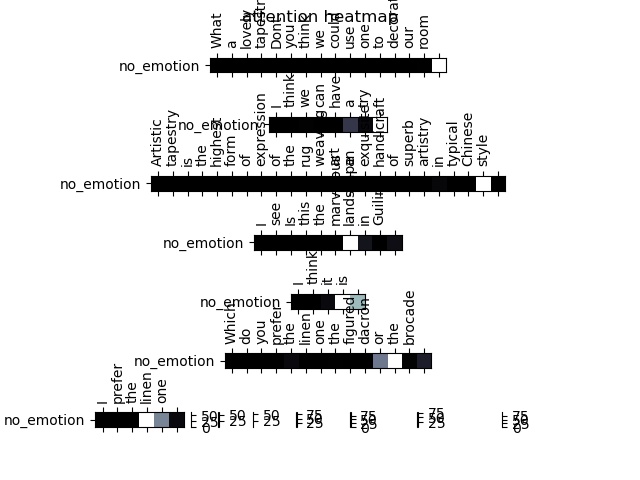 attention heatmap
What a lovely tapestry Dont you think we could use one to decorate our room
no_emotion
I think we can have a try
no_emotion
Artistic tapestry is the highest form of expression of the rug weaving art an exquisite handicraft of superb artistry in typical Chinese style
no_emotion
I see Is this the landscape in Guilin
no_emotion
I think it is
no_emotion
Which do you prefer the linen one the figured dacron or the brocade
no_emotion
I prefer the linen one
no_emotion
50 50 50 75 75 75 75
25 25 25 50 50 50 50
0 25 25 25 25
0 0